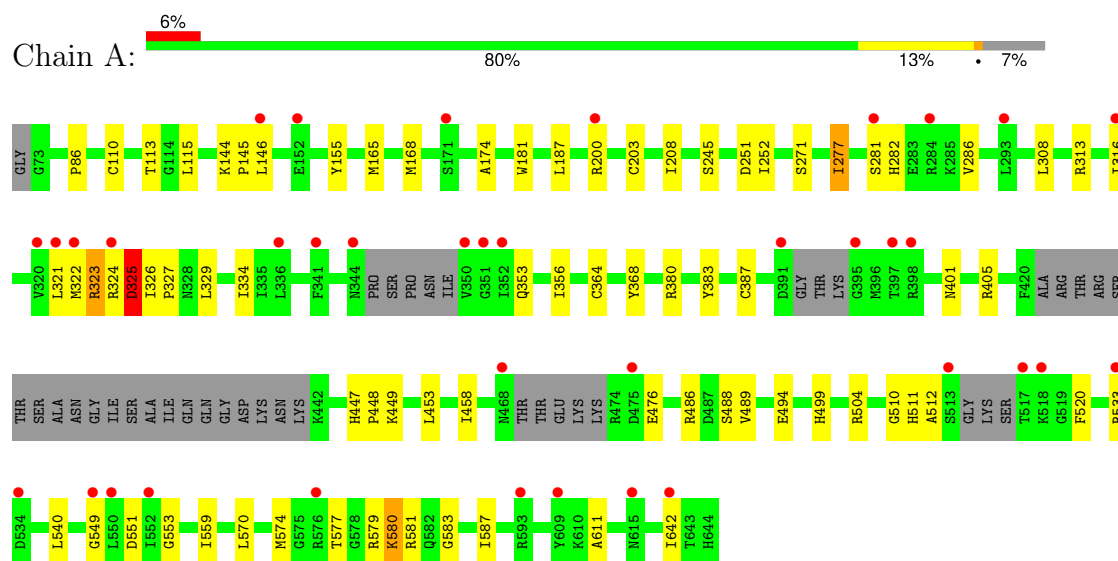 6%
Chain A:
80% 13% • 7%
GLY G73 P86 C110 T113 G114 L115 K144 P145 L146 E152 Y155 M165 M168 S171 A174 W181 L187 R200 C203 I208 S245 D251 I252 S271 I277 S281 H282 E283 R284 K285 V286 L293 L308 R313
V320 L321 M322 R323 R324 D325 I326 P327 N328 L329 I334 I335 L336 F341 N344 PRO SER PRO ASN ILE V350 G351 I352 Q353 I356 C364 Y368 R380 Y383 C387 D391 GLY THR LYS G395 M396 T397 R398 N401 R405 F420 ALA ARG THR ARG SER
THR SER ALA ASN GLY ILE SER ALA ILE GLN GLN GLY ASP LYS ASN LYS K442 H447 P448 K449 L453 I458 N468 THR THR GLU LYS LYS R474 D475 E476 R486 D487 S488 V489 E494 H499 R504 G510 H511 A512 S513 GLY LYS SER T517 K518 G519 F520
D534 L540 G549 L550 D551 I552 G553 I559 L570 M574 G575 R576 T577 G578 R579 K580 R581 Q582 G583 I587 R593 Y609 K610 A611 N615 I642 T643 H644